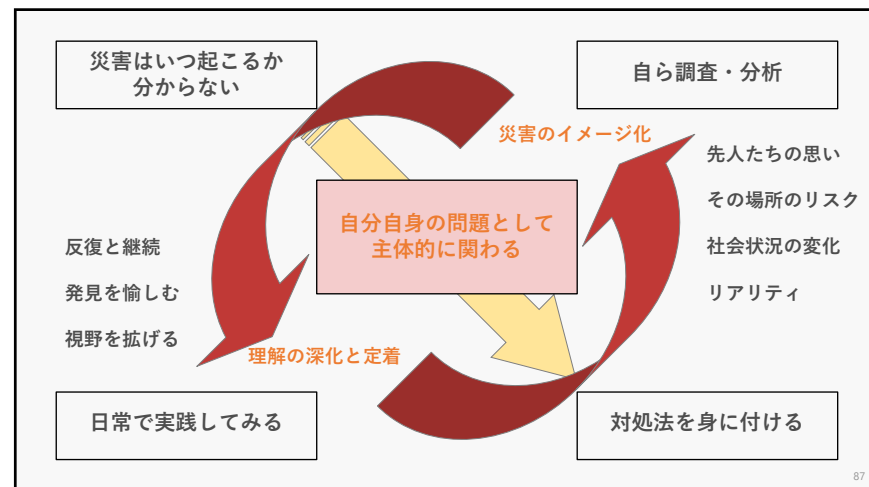 災害はいつ起こるか
分からない
自ら調査・分析
災害のイメージ化
先人たちの思い
その場所のリスク
社会状況の変化
リアリティ
自分自身の問題として
主体的に関わる
反復と継続
発見を愉しむ
視野を拡げる
理解の深化と定着
日常で実践してみる
対処法を身に付ける
87